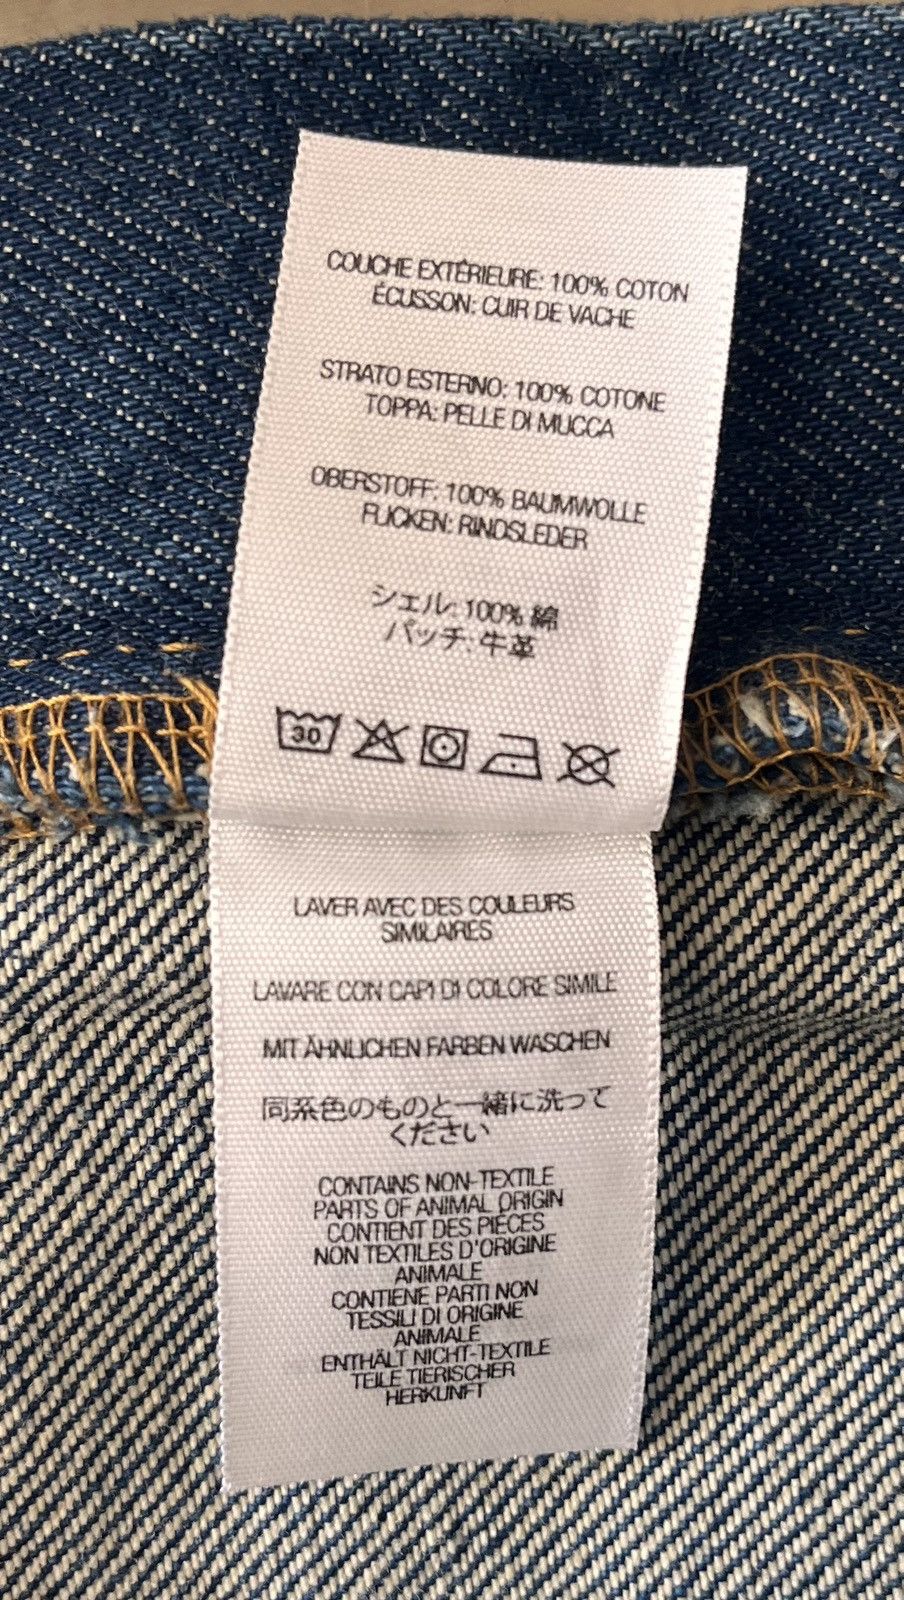 COUCHE EXTÉRIEURE: 100% COTON
ÉCUSSON: CUIR DE VACHE
STRATO ESTERNO: 100% COTONE
TOPPA: PELLE DI MUCCA
OBERSTOFF: 100% BAUMWOLLE
FLICKEN: RINDSLEDER
シェル: 100% 綿
パッチ: 牛革
30
LAVER AVEC DES COULEURS
SIMILAIRES
LAVARE CON CAPI DI COLORE SIMILE
MIT ÄHNLICHEN FARBEN WASCHEN
同系色のものと一緒に洗って
ください
CONTAINS NON-TEXTILE
PARTS OF ANIMAL ORIGIN
CONTIENT DES PIÈCES
NON TEXTILES D'ORIGINE
ANIMALE
CONTIENE PARTI NON
TESSILI DI ORIGINE
ANIMALE
ENTHÄLT NICHT-TEXTILE
TEILE TIERISCHER
HERKUNFT